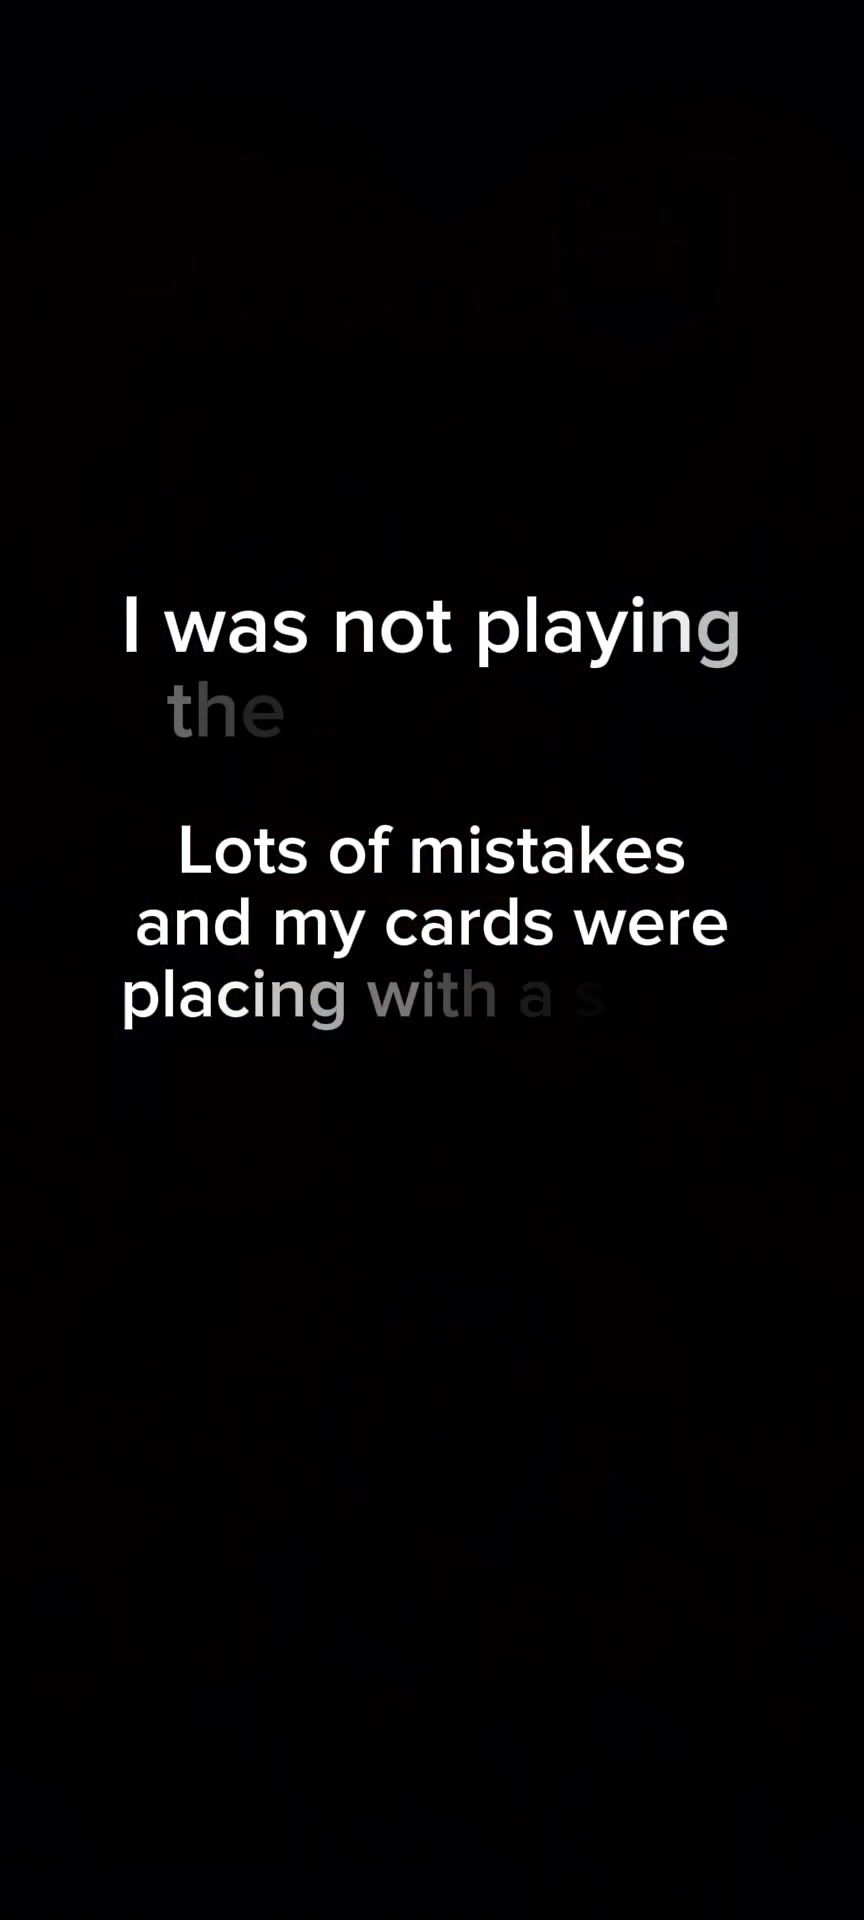 I was not playing
the
Lots of mistakes
and my cards were
placing with a